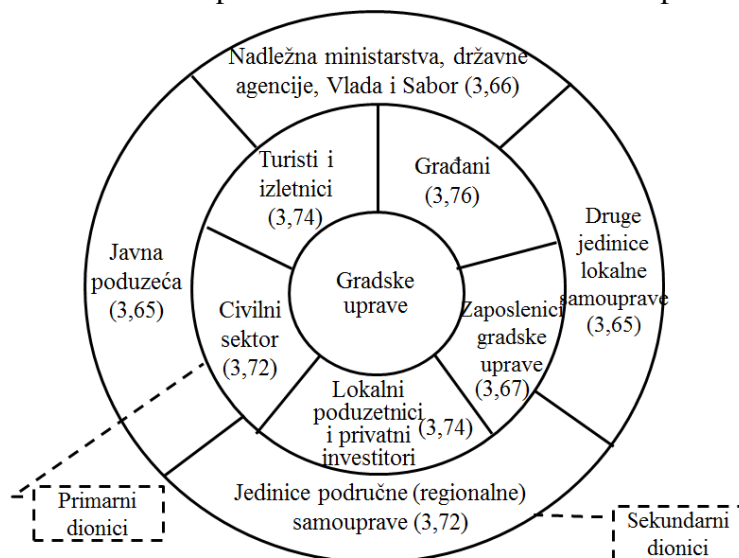 Nadležna ministarstva, državne
agencije, Vlada i Sabor (3,66)
Turisti i
izletnici
(3,74)
Građani
(3,76)
Druge
jedinice
lokalne
samouprave
(3,65)
Javna
poduzeća
(3,65)
Gradske
uprave
Civilni
sektor
(3,72)
Zaposlenici
gradske
uprave
(3,67)
Lokalni
poduzetnici
i privatni
investitori
(3,74)
Jedinice područne (regionalne)
samouprave (3,72)
Primarni
dionici
Sekundarni
dionici